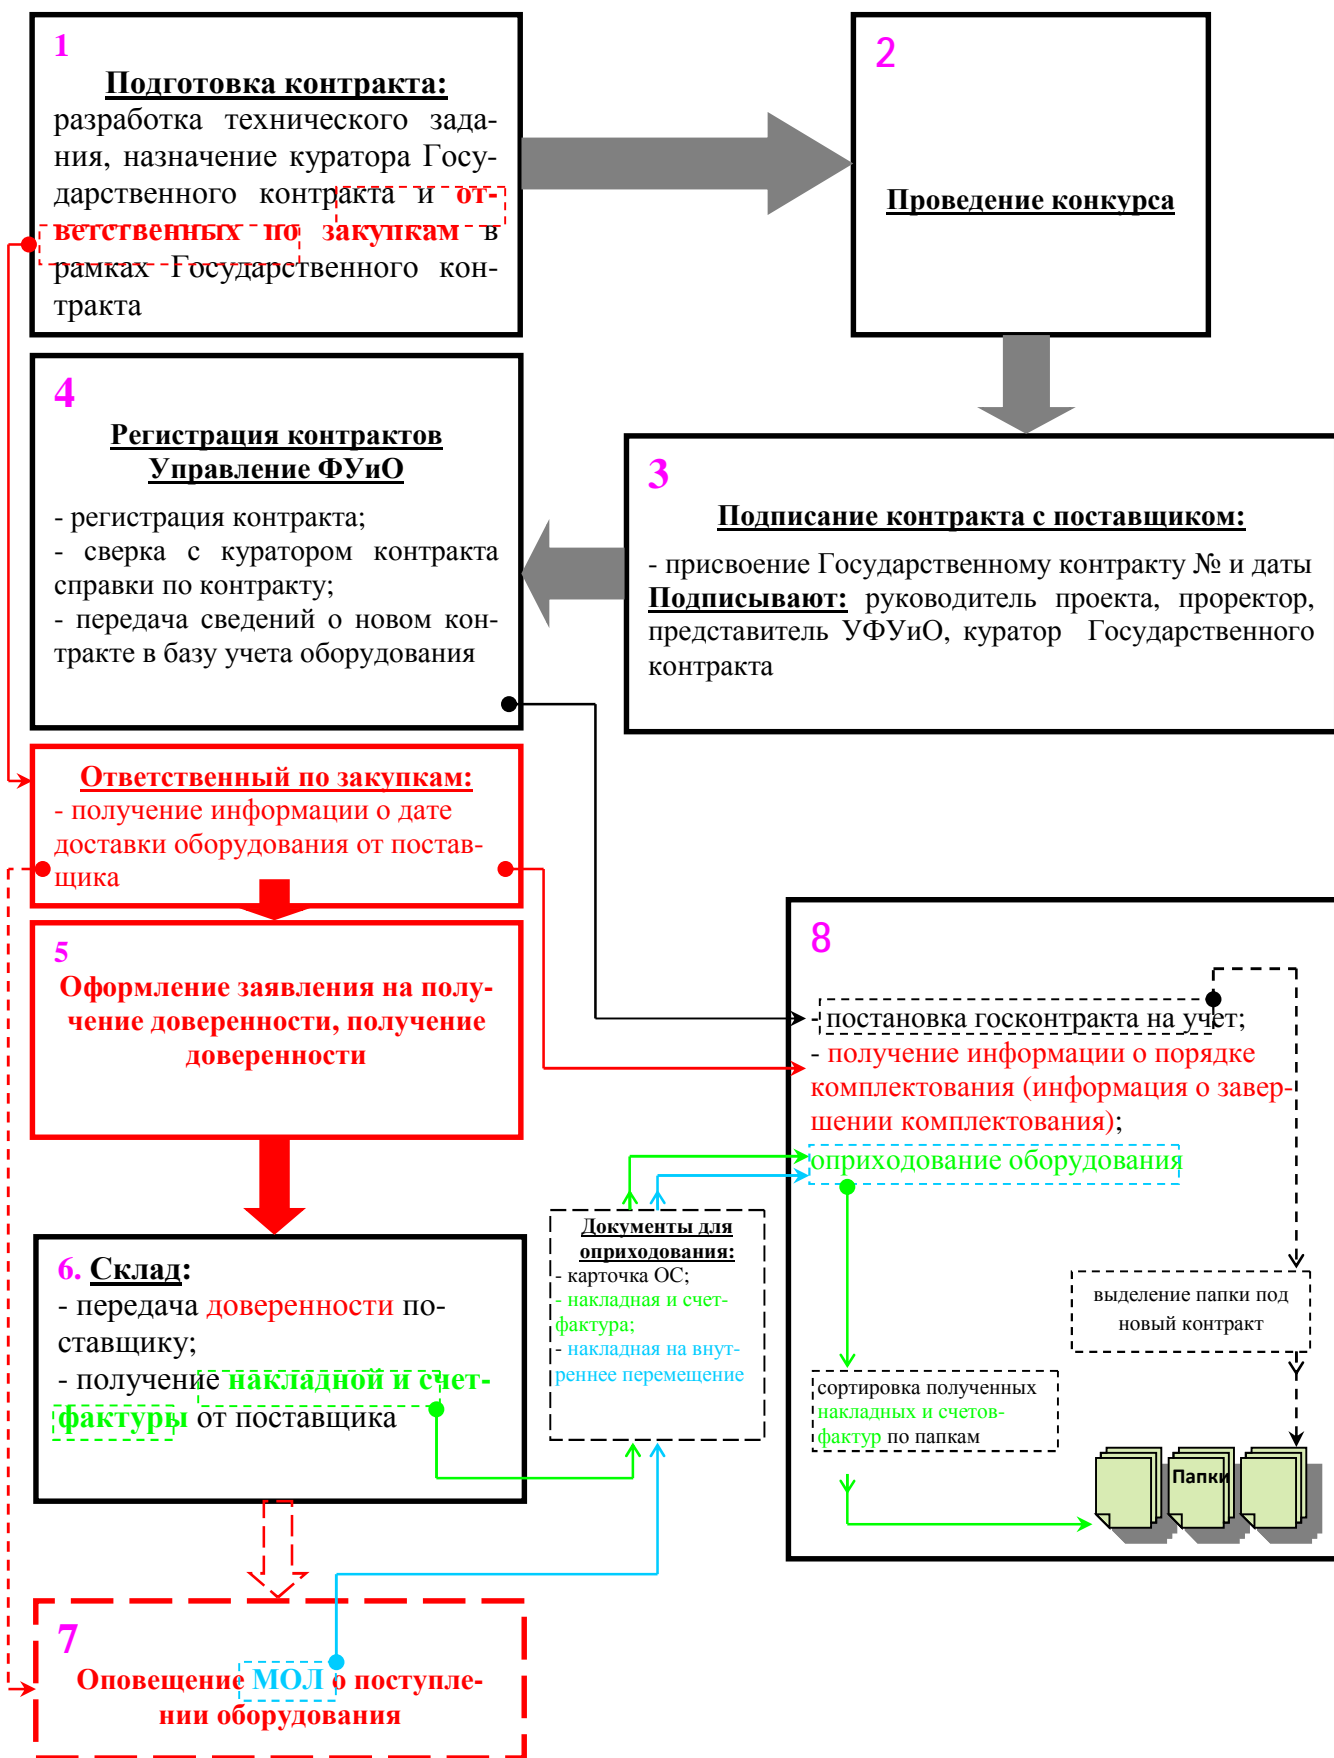 1
Подготовка контракта:
разработка технического зада-
ния, назначение куратора Госу-
дарственного контракта и от-
ветственных по закупкам в
рамках Государственного кон-
тракта
2
Проведение конкурса
4
Регистрация контрактов
Управление ФУиО
- регистрация контракта;
- сверка с куратором контракта
справки по контракту;
- передача сведений о новом кон-
тракте в базу учета оборудования
3
Подписание контракта с поставщиком:
- присвоение Государственному контракту № и даты
Подписывают: руководитель проекта, проректор,
представитель УФУиО, куратор Государственного
контракта
Ответственный по закупкам:
- получение информации о дате
доставки оборудования от постав-
щика
5
Оформление заявления на полу-
чение доверенности, получение
доверенности
6. Склад:
- передача доверенности по-
ставщику;
- получение накладной и счет-
фактуры от поставщика
7
Оповещение МОЛ о поступле-
нии оборудования
Документы для
оприходования:
- карточка ОС;
- накладная и счет-
фактура;
- накладная на внут-
реннее перемещение
8
- постановка госконтракта на учет;
- получение информации о порядке
комплектования (информация о завер-
шении комплектования);
оприходование оборудования
выделение папки под
новый контракт
сортировка полученных
накладных и счетов-
фактур по папкам
Папки